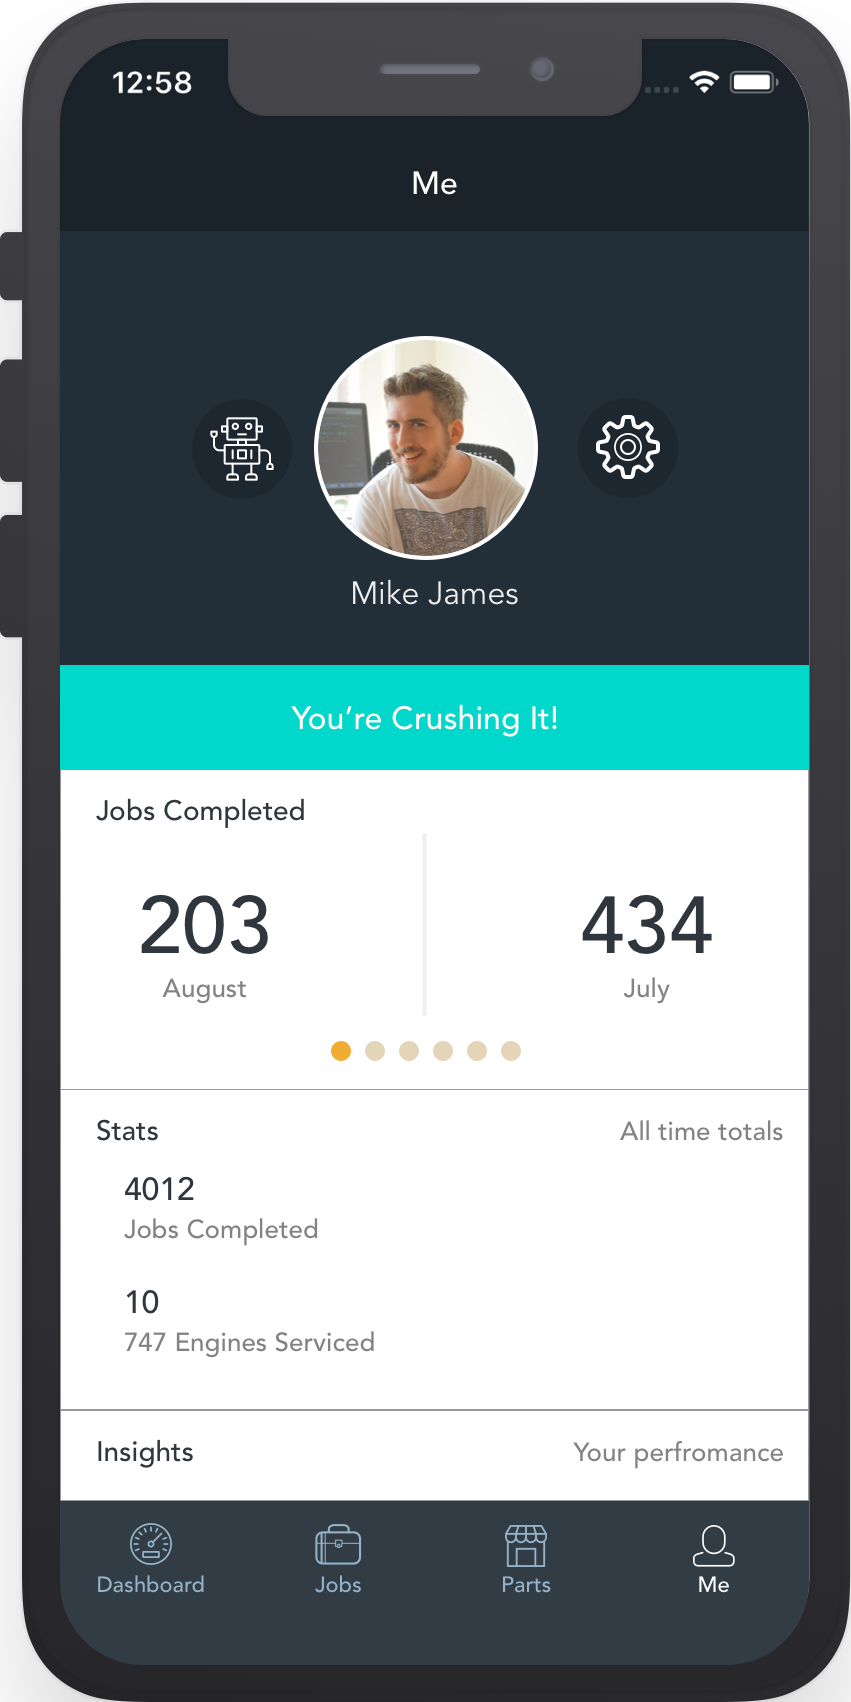 12:58
Me
Mike James
You’re Crushing It!
Jobs Completed
203
August
434
July
Stats
All time totals
4012
Jobs Completed
10
747 Engines Serviced
Insights
Your perfromance
Dashboard
Jobs
Parts
Me